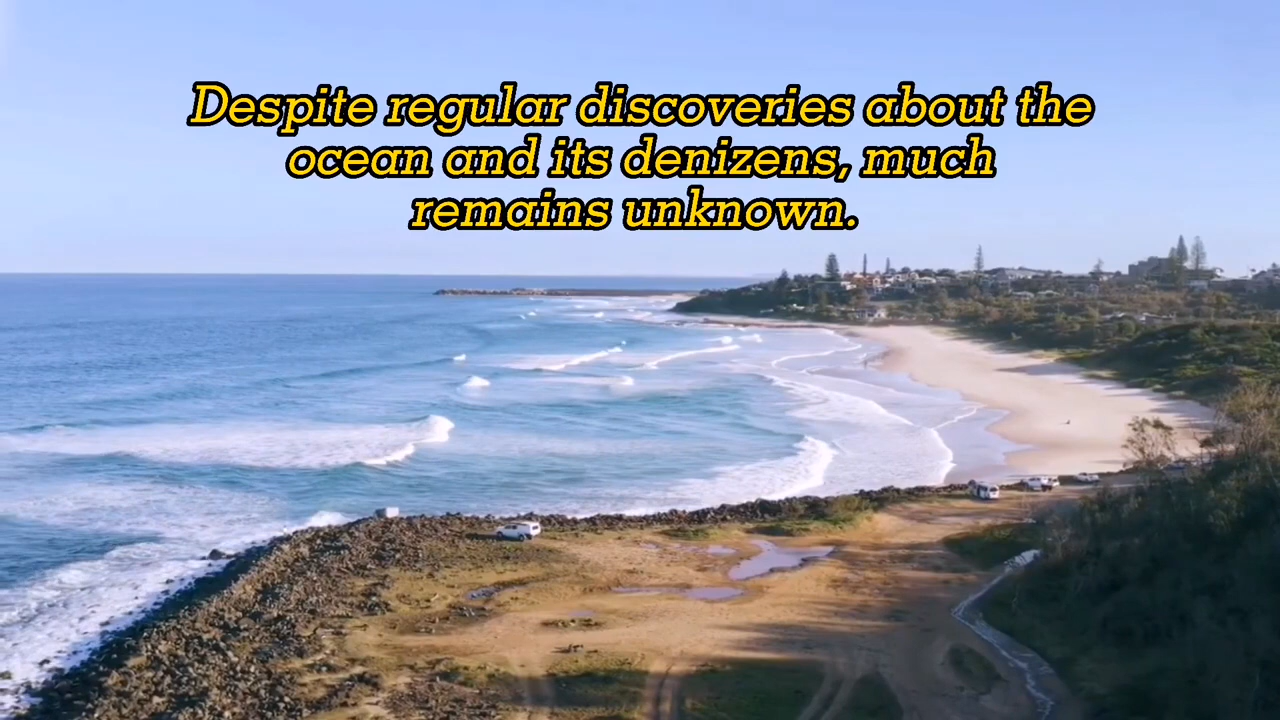 Despite regular discoveries about the
ocean and its denizens, much
remains unknown.